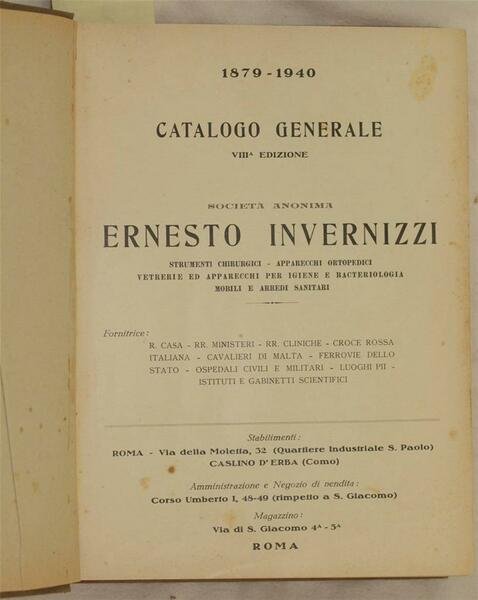 1879 - 1940
CATALOGO GENERALE
VIIIᴬ EDIZIONE
SOCIETÀ ANONIMA
ERNESTO INVERNIZZI
STRUMENTI CHIRURGICI - APPARECCHI ORTOPEDICI
VETRERIE ED APPARECCHI PER IGIENE E BACTERIOLOGIA
MOBILI E ARREDI SANITARI
Fornitrice:
R. CASA - RR. MINISTERI - RR. CLINICHE - CROCE ROSSA
ITALIANA - CAVALIERI DI MALTA - FERROVIE DELLO
STATO - OSPEDALI CIVILI E MILITARI - LUOGHI PII -
ISTITUTI E GABINETTI SCIENTIFICI
Stabilimenti:
ROMA - Via della Moletta, 32 (Quartiere Industriale S. Paolo)
CASLINO D'ERBA (Como)
Amministrazione e Negozio di vendita:
Corso Umberto I, 48-49 (rimpetto a S. Giacomo)
Magazzino:
Via di S. Giacomo 4ᴬ - 5ᴬ
ROMA